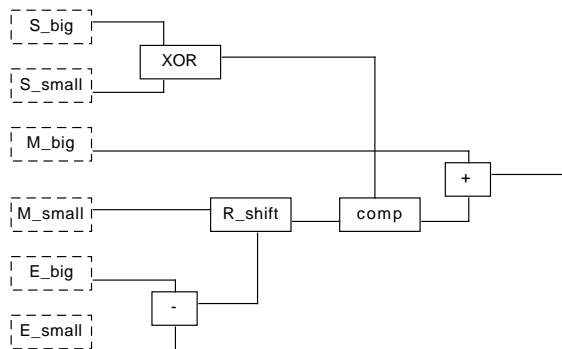 S_big
XOR
S_small
M_big
+
M_small
R_shift
comp
E_big
-
E_small